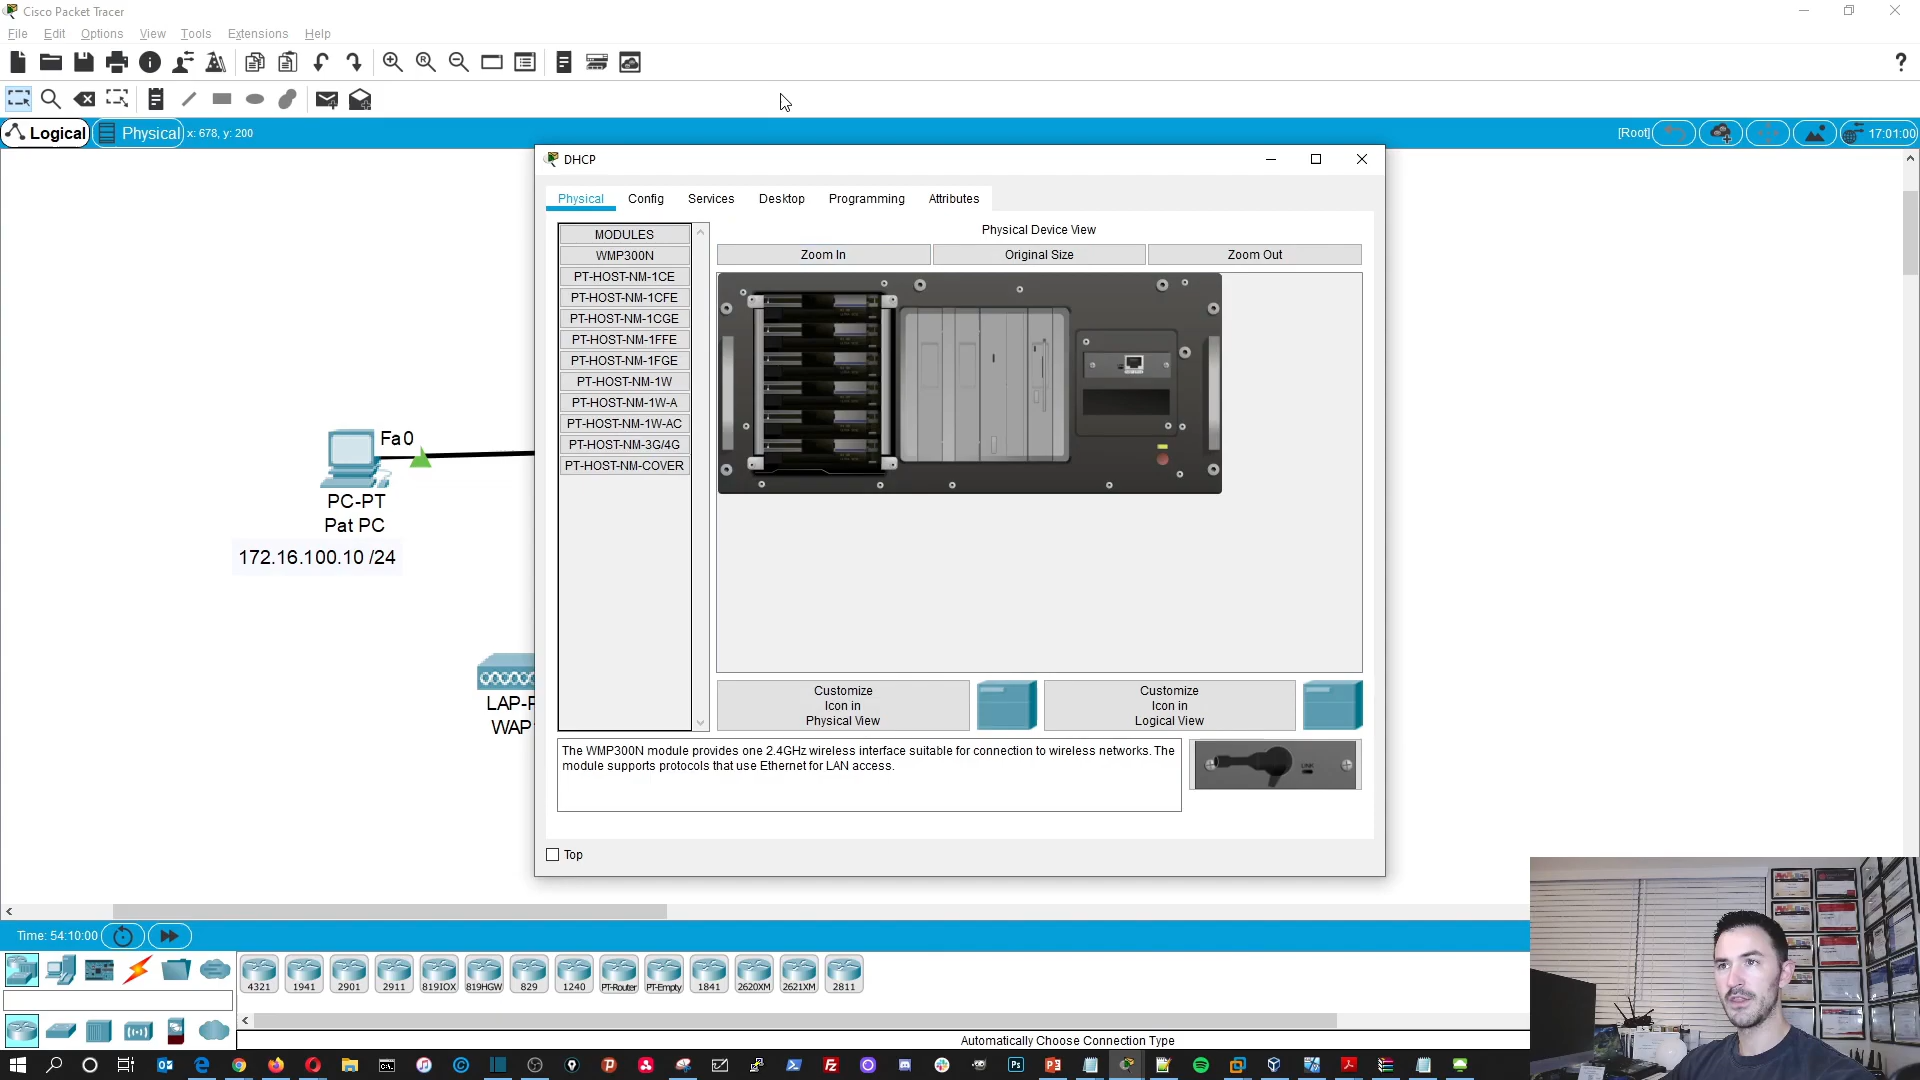 Cisco Packet Tracer
File Edit Options View Tools Extensions Help
?
Logical Physical x: 678, y: 200 [Root] 17:01:00
DHCP
Physical Config Services Desktop Programming Attributes
MODULES
WMP300N
PT-HOST-NM-1CE
PT-HOST-NM-1CFE
PT-HOST-NM-1CGE
PT-HOST-NM-1FFE
PT-HOST-NM-1FGE
PT-HOST-NM-1W
PT-HOST-NM-1W-A
PT-HOST-NM-1W-AC
PT-HOST-NM-3G/4G
PT-HOST-NM-COVER
Physical Device View
Zoom In Original Size Zoom Out
Fa0
PC-PT
Pat PC
172.16.100.10 /24
LAP-P
WAP
Customize
Icon in
Physical View
Customize
Icon in
Logical View
The WMP300N module provides one 2.4GHz wireless interface suitable for connection to wireless networks. The
module supports protocols that use Ethernet for LAN access.
LINK
Top
Time: 54:10:00
4321 1941 2901 2911 819IOX 819HGW 829 1240 PT-Router PT-Empty 1841 2620XM 2621XM 2811
Automatically Choose Connection Type